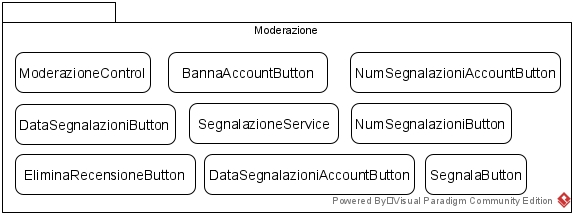 Moderazione
ModerazioneControl BannaAccountButton NumSegnalazioniAccountButton
DataSegnalazioniButton SegnalazioneService NumSegnalazioniButton
EliminaRecensioneButton DataSegnalazioniAccountButton SegnalaButton
Powered By Visual Paradigm Community Edition